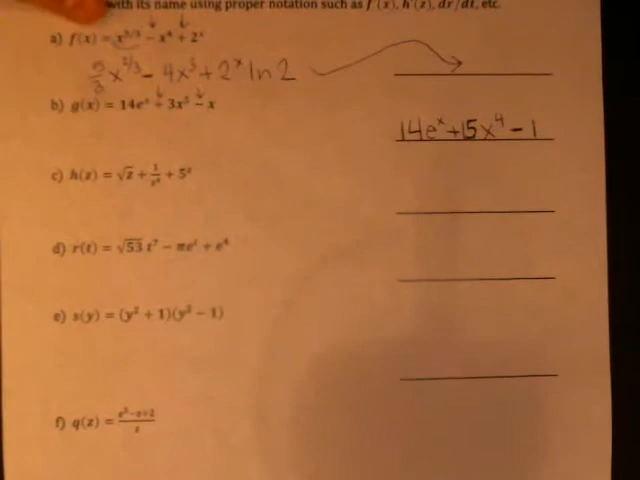 with its name using proper notation such as f'(x), h'(z), dr/dt, etc.
a) f(x) = x^{5/3} − x⁴ + 2ˣ
5/3 x^{2/3} − 4x³ + 2ˣ ln 2
b) g(x) = 14eˣ + 3x⁵ − x
14eˣ + 15x⁴ − 1
c) h(z) = √z + 1/z⁴ + 5ᶻ
d) r(t) = √53 t⁷ − πeᵗ + e⁴
e) s(y) = (y² + 1)(y³ − 1)
f) q(z) =